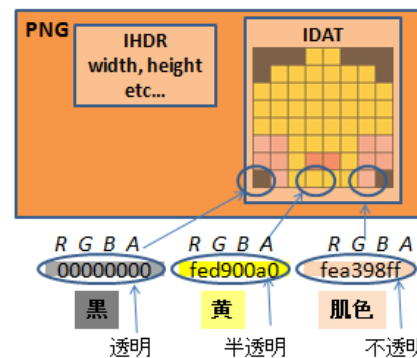 PNG
IHDR
width, height
etc...
IDAT
R G B A R G B A R G B A
00000000 fed900a0 fea398ff
黒 黄 肌色
透明 半透明 不透明